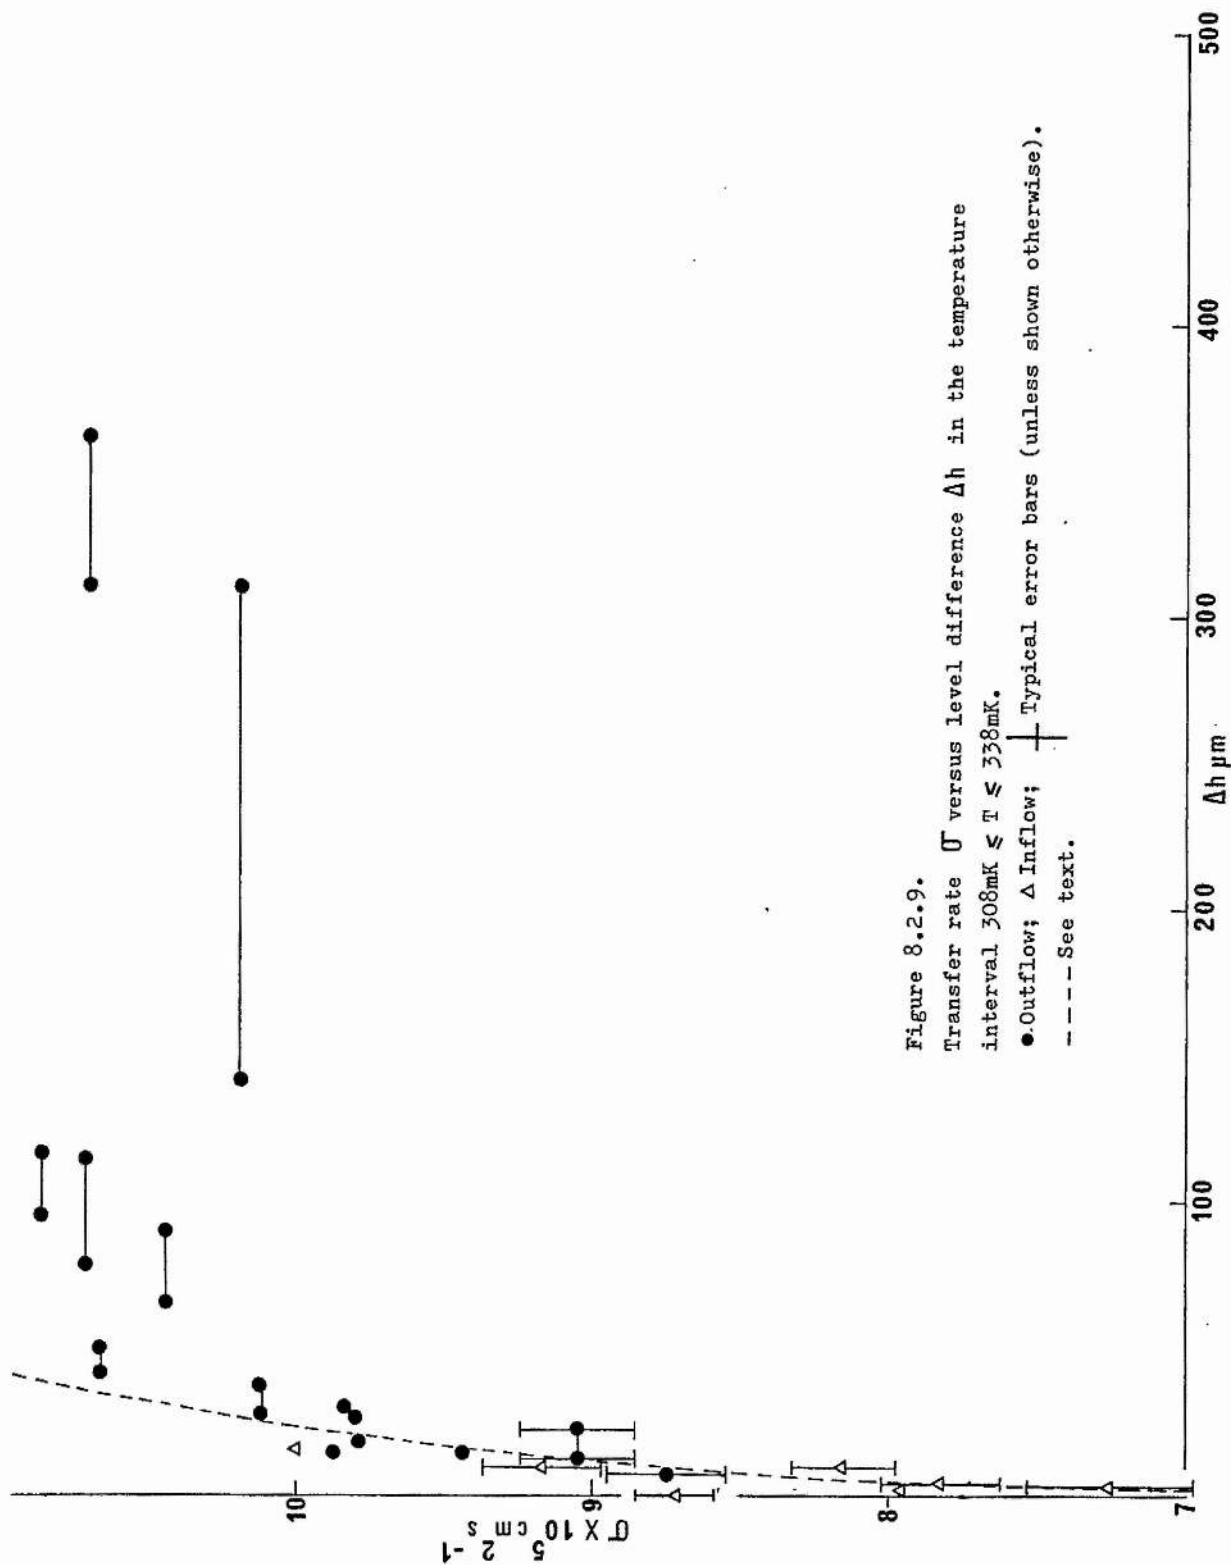 σ X 10⁵ cm² s⁻¹
10
9
8
7
100
200
300
400
500
Δh μm
Figure 8.2.9.
Transfer rate σ versus level difference Δh in the temperature
interval 308mK ≤ T ≤ 338mK.
● Outflow; Δ Inflow; Typical error bars (unless shown otherwise).
---- See text.